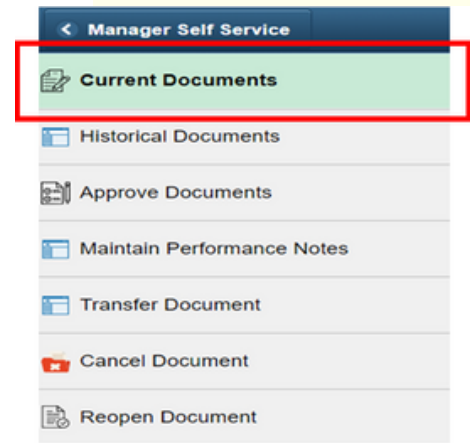 Manager Self Service
Current Documents
Historical Documents
Approve Documents
Maintain Performance Notes
Transfer Document
Cancel Document
Reopen Document